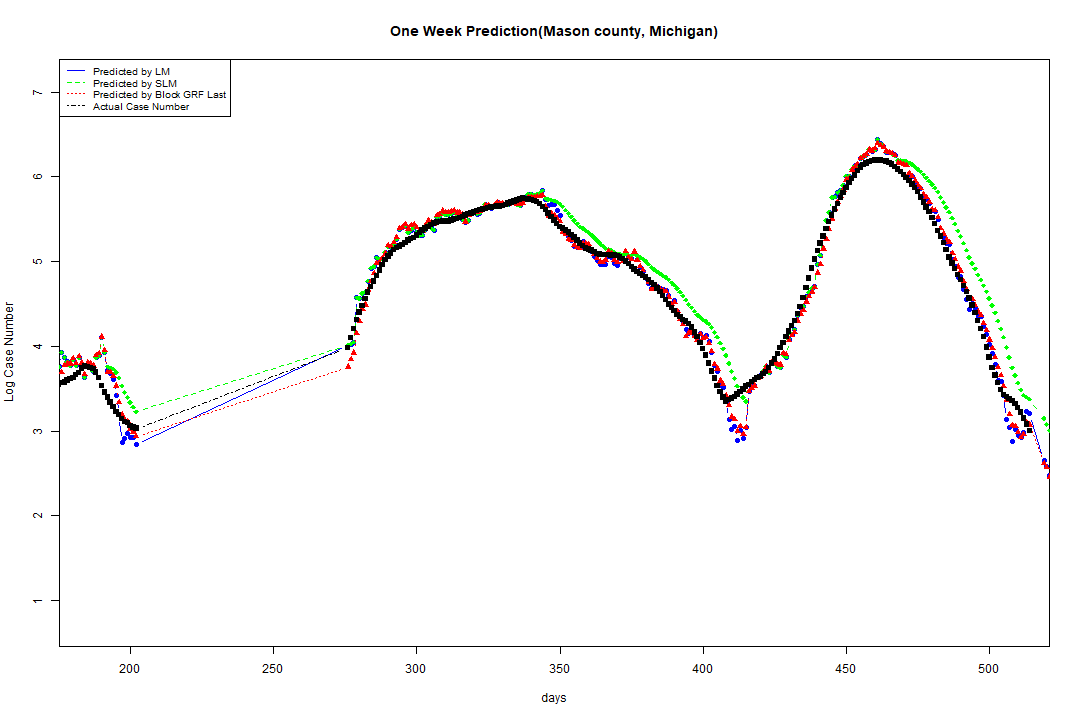 One Week Prediction(Mason county, Michigan)
Predicted by LM
Predicted by SLM
Predicted by Block GRF Last
Actual Case Number
7
6
5
4
3
2
1
Log Case Number
200 250 300 350 400 450 500
days